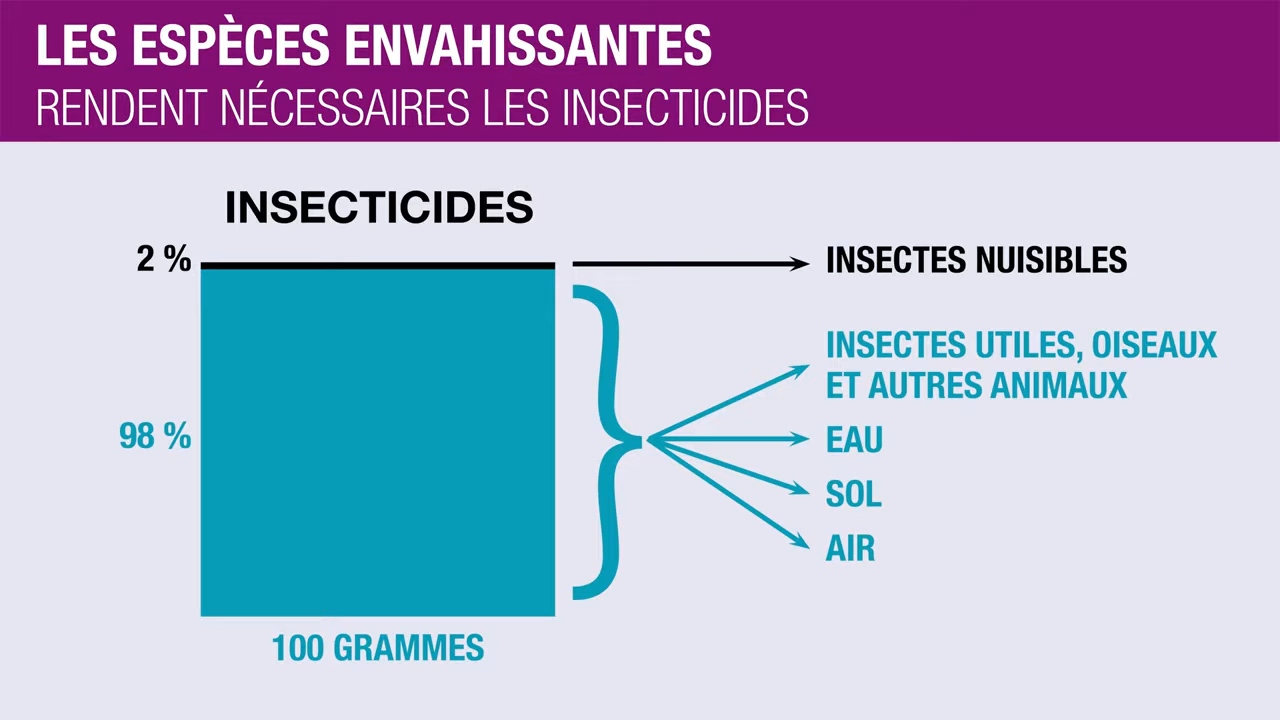 LES ESPÈCES ENVAHISSANTES
RENDENT NÉCESSAIRES LES INSECTICIDES
INSECTICIDES
2 %
INSECTES NUISIBLES
INSECTES UTILES, OISEAUX
ET AUTRES ANIMAUX
98 %
EAU
SOL
AIR
100 GRAMMES